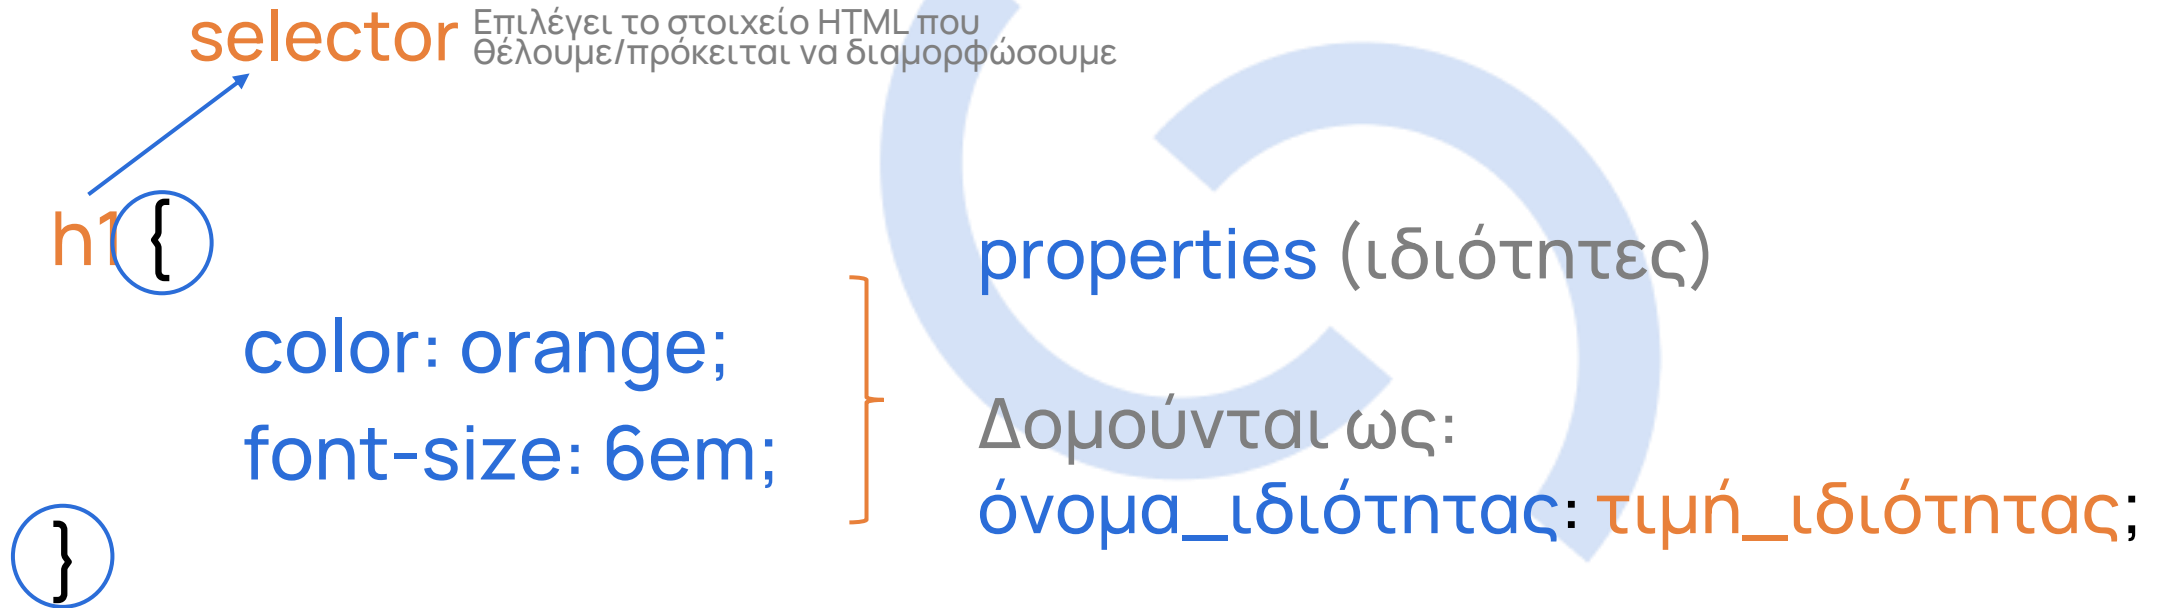 selector
Επιλέγει το στοιχείο HTML που
θέλουμε/πρόκειται να διαμορφώσουμε
h1 {
color: orange;
font-size: 6em;
}
properties (ιδιότητες)
Δομούνται ως:
όνομα_ιδιότητας: τιμή_ιδιότητας;